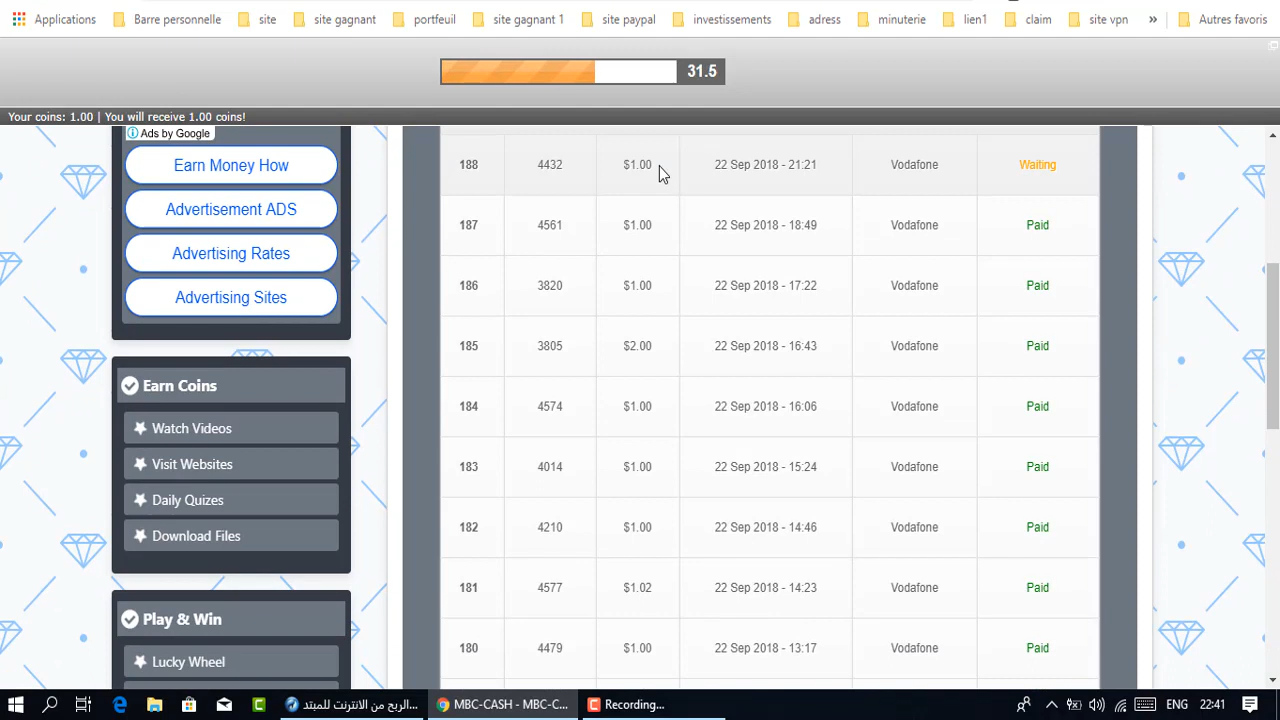 Applications Barre personnelle site site gagnant portfeuil site gagnant 1 site paypal investissements adress minuterie lien1 claim site vpn » Autres favoris
31.5
Your coins: 1.00 | You will receive 1.00 coins!
Ads by Google
Earn Money How
Advertisement ADS
Advertising Rates
Advertising Sites
Earn Coins
Watch Videos
Visit Websites
Daily Quizes
Download Files
Play & Win
Lucky Wheel
188 4432 $1.00 22 Sep 2018 - 21:21 Vodafone Waiting
187 4561 $1.00 22 Sep 2018 - 18:49 Vodafone Paid
186 3820 $1.00 22 Sep 2018 - 17:22 Vodafone Paid
185 3805 $2.00 22 Sep 2018 - 16:43 Vodafone Paid
184 4574 $1.00 22 Sep 2018 - 16:06 Vodafone Paid
183 4014 $1.00 22 Sep 2018 - 15:24 Vodafone Paid
182 4210 $1.00 22 Sep 2018 - 14:46 Vodafone Paid
181 4577 $1.02 22 Sep 2018 - 14:23 Vodafone Paid
180 4479 $1.00 22 Sep 2018 - 13:17 Vodafone Paid
الربح من الانترنت للمبتد... MBC-CASH - MBC-C... Recording... ENG 22:41